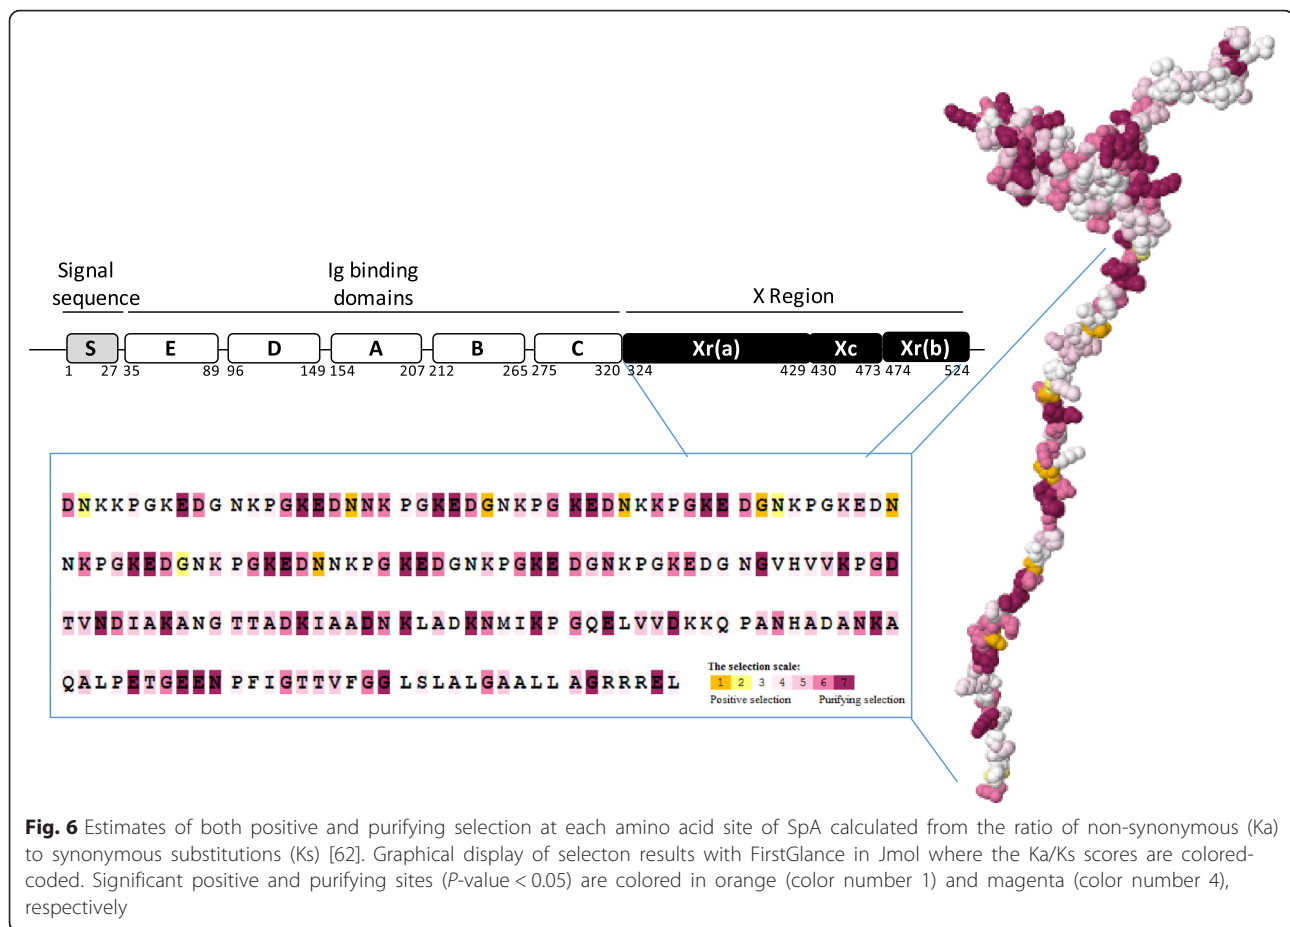 Signal
sequence
Ig binding
domains
X Region
S E D A B C Xr(a) Xc Xr(b)
1 27 35 89 96 149 154 207 212 265 275 320 324 429 430 473 474 524
DNKKPGKEDG NKPGKEDNNK PGKEDGNKPG KEDNKKPGKE DGNKPGKEDN
NKPGKEDGNK PGKEDNNKPG KEDGNKPGKE DGNKPGKEDG NGVHVVKPGD
TVNDIAKANG TTADKIAADN KLADKNMIKP GQELVVDKKQ PANHADANKA
QALPETGEEN PFIGTTVFGG LSLALGAALL AGRRREL
The selection scale:
1 2 3 4 5 6 7
Positive selection Purifying selection
Fig. 6 Estimates of both positive and purifying selection at each amino acid site of SpA calculated from the ratio of non-synonymous (Ka)
to synonymous substitutions (Ks) [62]. Graphical display of selecton results with FirstGlance in Jmol where the Ka/Ks scores are colored-
coded. Significant positive and purifying sites (P-value < 0.05) are colored in orange (color number 1) and magenta (color number 4),
respectively